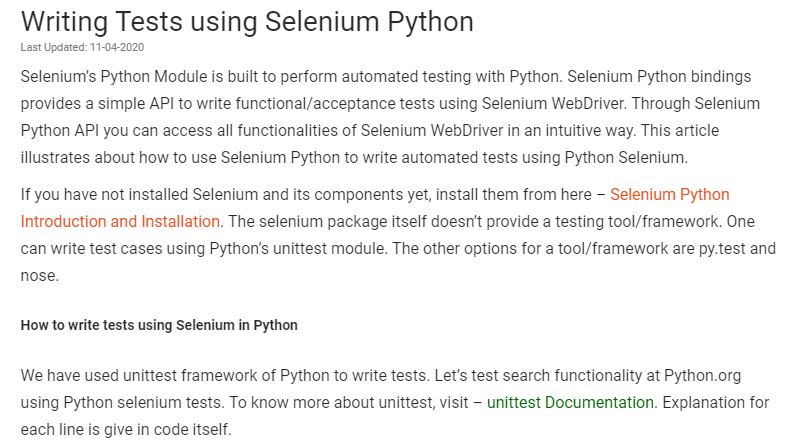 Writing Tests using Selenium Python
Last Updated: 11-04-2020
Selenium’s Python Module is built to perform automated testing with Python. Selenium Python bindings
provides a simple API to write functional/acceptance tests using Selenium WebDriver. Through Selenium
Python API you can access all functionalities of Selenium WebDriver in an intuitive way. This article
illustrates about how to use Selenium Python to write automated tests using Python Selenium.
If you have not installed Selenium and its components yet, install them from here – Selenium Python
Introduction and Installation. The selenium package itself doesn’t provide a testing tool/framework. One
can write test cases using Python’s unittest module. The other options for a tool/framework are py.test and
nose.
How to write tests using Selenium in Python
We have used unittest framework of Python to write tests. Let’s test search functionality at Python.org
using Python selenium tests. To know more about unittest, visit – unittest Documentation. Explanation for
each line is give in code itself.